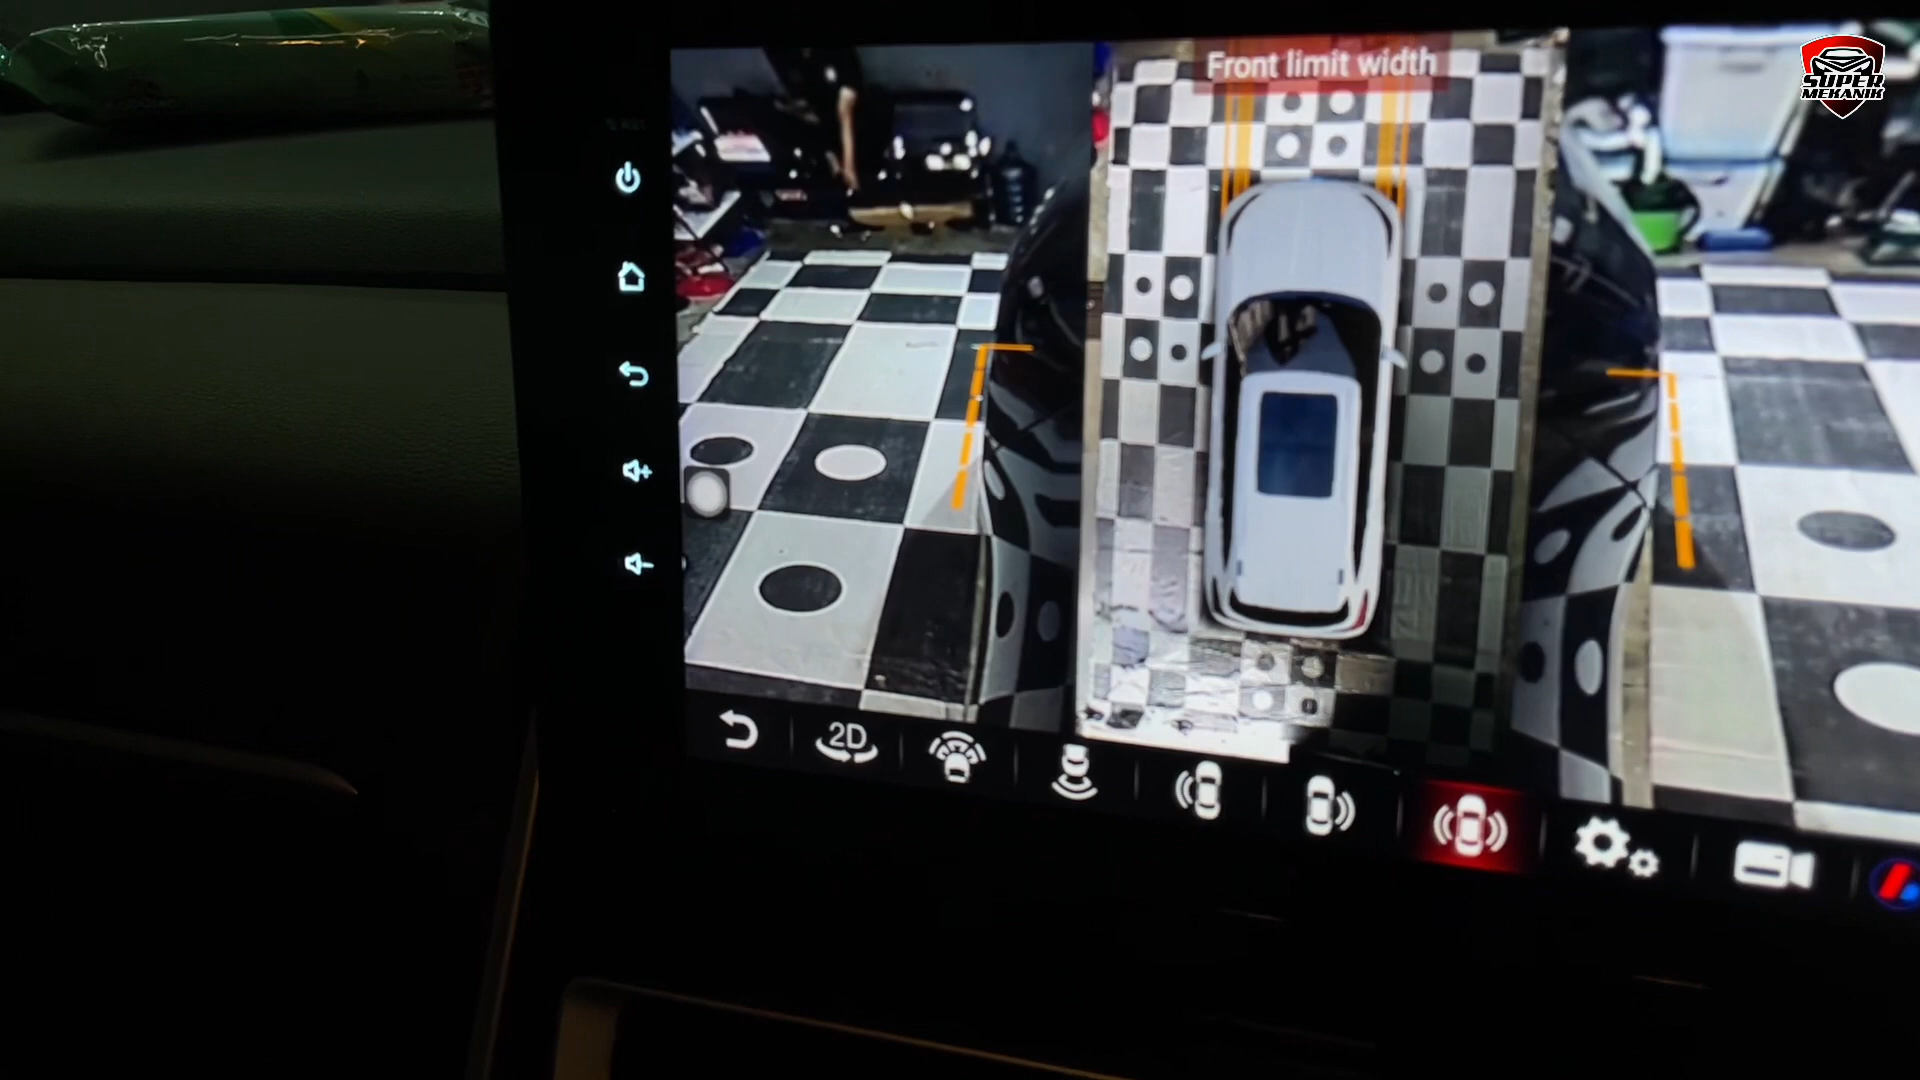 Front limit width
SUPER
MEKANIK
2D